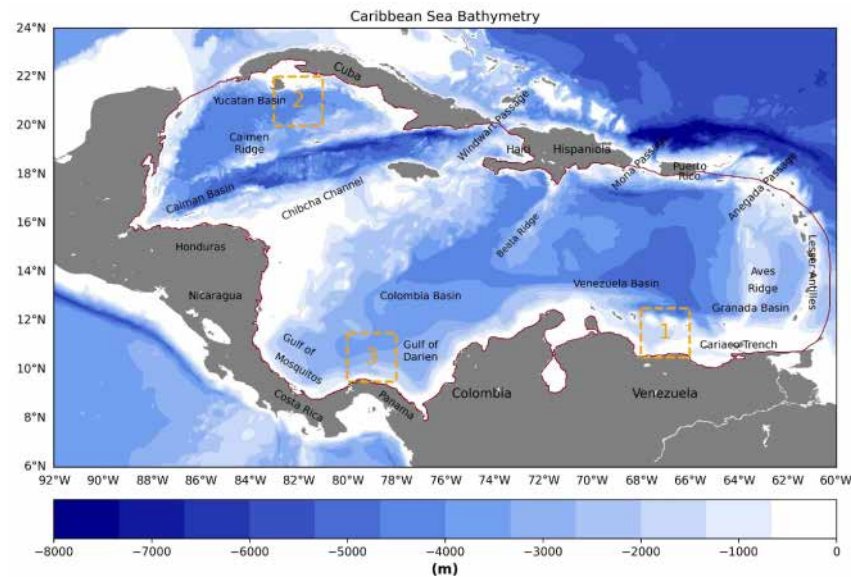 Caribbean Sea Bathymetry
24°N
22°N
20°N
18°N
16°N
14°N
12°N
10°N
8°N
6°N
Cuba
Yucatan Basin
2
Caimen
Ridge
Windwart Passage
Haiti
Hispaniola
Mona Passage
Puerto
Rico
Anegada Passage
Caiman Basin
Chibcha Channel
Honduras
Beata Ridge
Lesser Antilles
Aves
Ridge
Nicaragua
Colombia Basin
Venezuela Basin
Granada Basin
1
Cariaco Trench
Gulf of
Mosquitos
3
Gulf of
Darien
Costa Rica
Panama
Colombia
Venezuela
92°W 88°W 84°W 82°W 80°W 78°W 76°W 74°W 72°W 70°W 68°W 66°W 64°W 62°W 60°W
−8000 −7000 −6000 −5000 −4000 −3000 −2000 −1000 0
(m)